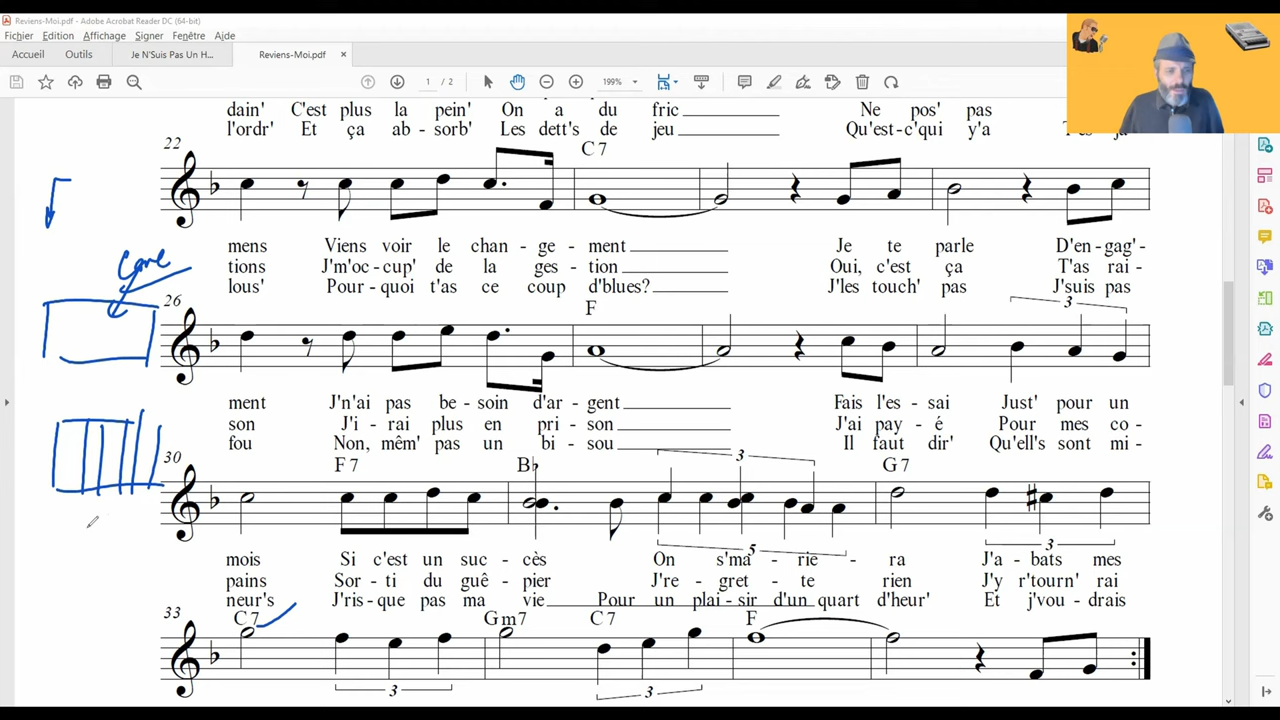 Reviens-Moi.pdf - Adobe Acrobat Reader DC (64-bit)
Fichier Edition Affichage Signer Fenêtre Aide
Accueil Outils Je N'Suis Pas Un H... Reviens-Moi.pdf ×
1 / 2 199%
dain' C'est plus la pein' On a du fric Ne pos' pas
l'ordr' Et ça ab - sorb' Les dett's de jeu Qu'est-c'qui y'a
22 C 7
mens Viens voir le chan - ge - ment Je te parle D'en-gag'-
tions J'm'oc-cup' de la ges - tion Oui, c'est ça T'as rai -
lous' Pour-quoi t'as ce coup d'blues? J'les touch' pas J'suis pas
26 F 3
ment J'n'ai pas be - soin d'ar - gent Fais l'es - sai Just' pour un
son J'i - rai plus en pri - son J'ai pay - é Pour mes co -
fou Non, mêm' pas un bi - sou Il faut dir' Qu'ell's sont mi -
30 F 7 B♭ 3 G 7
5 3
mois Si c'est un suc - cès On s'ma - rie - ra J'a - bats mes
pains Sor - ti du guê - pier J're - gret - te rien J'y r'tourn' rai
neur's J'ris-que pas ma vie Pour un plai-sir d'un quart d'heur' Et j'vou - drais
33 C 7 Gm7 C 7 F
3 3